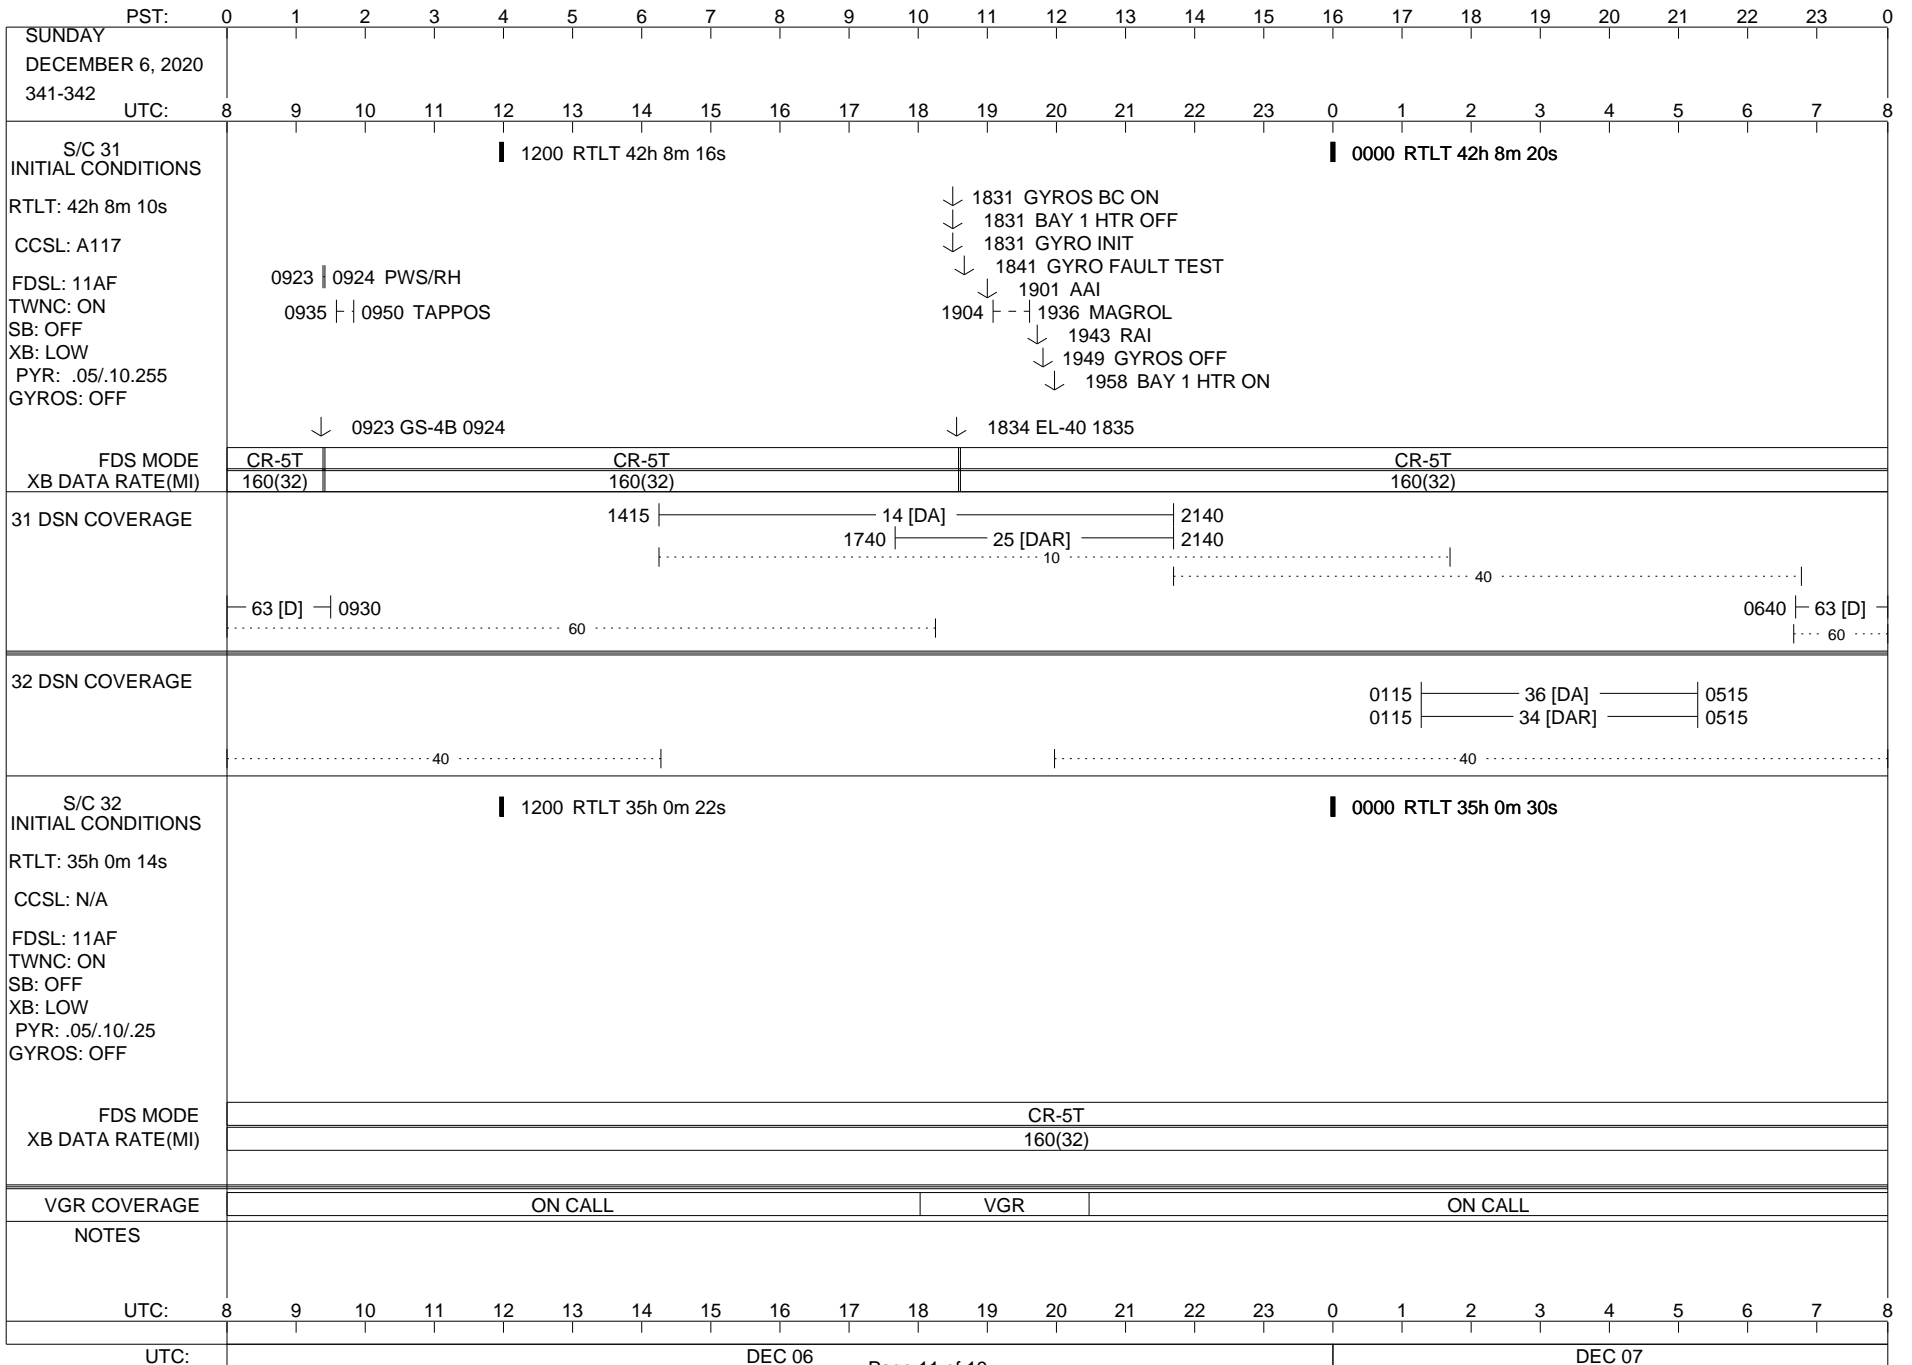 PST: 0 1 2 3 4 5 6 7 8 9 10 11 12 13 14 15 16 17 18 19 20 21 22 23 0
SUNDAY
DECEMBER 6, 2020
341-342
UTC: 8 9 10 11 12 13 14 15 16 17 18 19 20 21 22 23 0 1 2 3 4 5 6 7 8
S/C 31
INITIAL CONDITIONS
1200 RTLT 42h 8m 16s
0000 RTLT 42h 8m 20s
RTLT: 42h 8m 10s
CCSL: A117
FDSL: 11AF
TWNC: ON
SB: OFF
XB: LOW
PYR: .05/.10.255
GYROS: OFF
0923 0924 PWS/RH
0935 0950 TAPPOS
1831 GYROS BC ON
1831 BAY 1 HTR OFF
1831 GYRO INIT
1841 GYRO FAULT TEST
1901 AAI
1904 1936 MAGROL
1943 RAI
1949 GYROS OFF
1958 BAY 1 HTR ON
0923 GS-4B 0924
1834 EL-40 1835
FDS MODE CR-5T CR-5T CR-5T
XB DATA RATE(MI) 160(32) 160(32) 160(32)
31 DSN COVERAGE
1415 14 [DA] 2140
1740 25 [DAR] 2140
10
40
63 [D] 0930
0640 63 [D]
60
60
32 DSN COVERAGE
0115 36 [DA] 0515
0115 34 [DAR] 0515
40
40
S/C 32
INITIAL CONDITIONS
1200 RTLT 35h 0m 22s
0000 RTLT 35h 0m 30s
RTLT: 35h 0m 14s
CCSL: N/A
FDSL: 11AF
TWNC: ON
SB: OFF
XB: LOW
PYR: .05/.10/.25
GYROS: OFF
FDS MODE CR-5T
XB DATA RATE(MI) 160(32)
VGR COVERAGE ON CALL VGR ON CALL
NOTES
UTC: 8 9 10 11 12 13 14 15 16 17 18 19 20 21 22 23 0 1 2 3 4 5 6 7 8
UTC: DEC 06 DEC 07